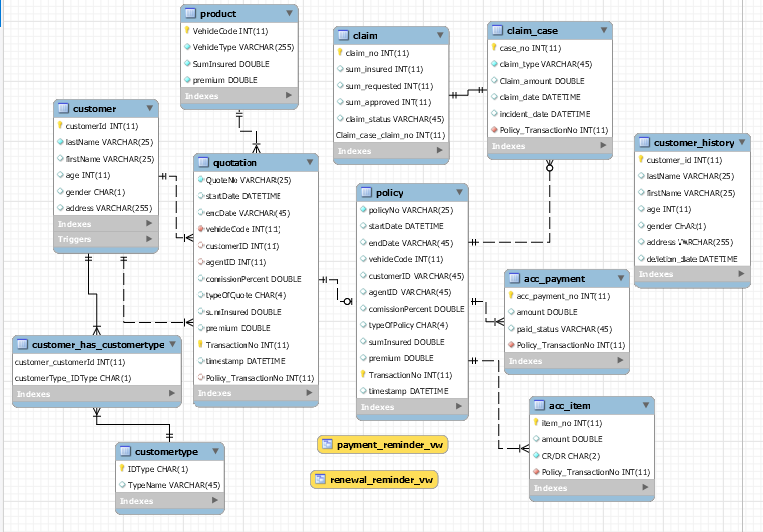 product
VehideCode INT(11)
VehideType VARCHAR(255)
SumInsured DOUBLE
premium DOUBLE
Indexes
claim
claim_no INT(11)
sum_insured INT(11)
sum_requested INT(11)
sum_approved INT(11)
claim_status VARCHAR(45)
Claim_case_claim_no INT(11)
Indexes
claim_case
case_no INT(11)
claim_type VARCHAR(45)
Claim_amount DOUBLE
claim_date DATETIME
incident_date DATETIME
Policy_TransactionNo INT(11)
Indexes
customer
customerId INT(11)
lastName VARCHAR(25)
firstName VARCHAR(25)
age INT(11)
gender CHAR(1)
address VARCHAR(255)
Indexes
Triggers
quotation
QuoteNo VARCHAR(25)
startDate DATETIME
encDate VARCHAR(45)
vehideCode INT(11)
customerID INT(11)
agentID INT(11)
comissionPercent DOUBLE
typeOfQuote CHAR(4)
sumInsured DOUBLE
premium DOUBLE
TransactionNo INT(11)
timestamp DATETIME
Policy_TransactionNo INT(11)
Indexes
policy
policyNo VARCHAR(25)
startDate DATETIME
endDate VARCHAR(45)
vehideCode INT(11)
customerID VARCHAR(45)
agentID VARCHAR(45)
comissionPercent DOUBLE
typeOfPolicy CHAR(4)
sumInsured DOUBLE
premium DOUBLE
TransactionNo INT(11)
timestamp DATETIME
Indexes
customer_history
customer_id INT(11)
lastName VARCHAR(25)
firstName VARCHAR(25)
age INT(11)
gender CHAR(1)
address VARCHAR(255)
deletion_date DATETIME
Indexes
acc_payment
acc_payment_no INT(11)
amount DOUBLE
paid_status VARCHAR(45)
Policy_TransactionNo INT(11)
Indexes
customer_has_customertype
customer_customerId INT(11)
customerType_IDType CHAR(1)
Indexes
acc_item
item_no INT(11)
amount DOUBLE
CR/DR CHAR(2)
Policy_TransactionNo INT(11)
Indexes
customertype
IDType CHAR(1)
TypeName VARCHAR(45)
Indexes
payment_reminder_vw
renewal_reminder_vw